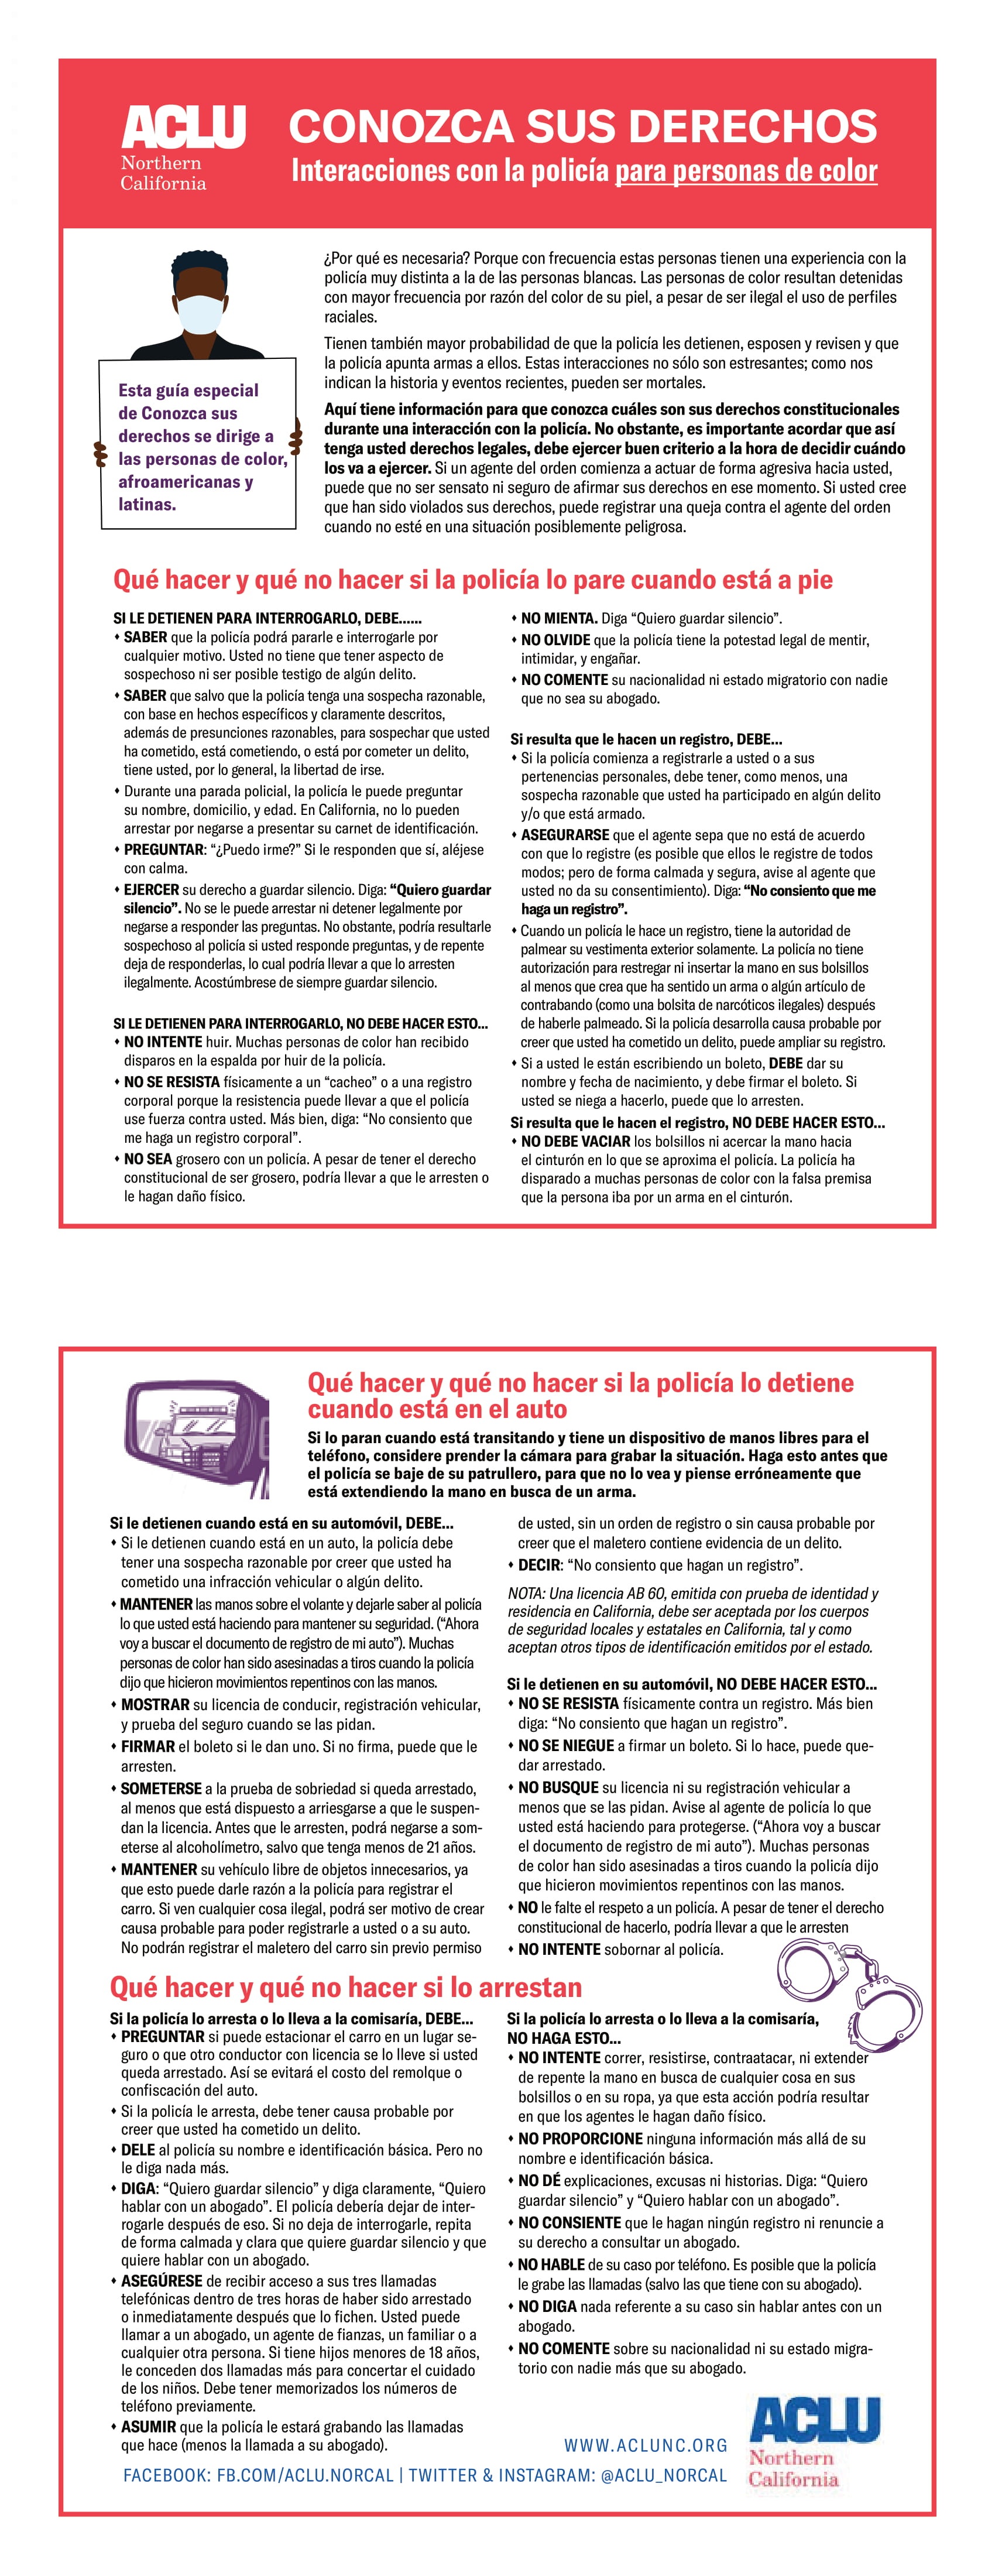 ACLU
Northern
California
CONOZCA SUS DERECHOS
Interacciones con la policía para personas de color
Esta guía especial
de Conozca sus
derechos se dirige a
las personas de color,
afroamericanas y
latinas.
¿Por qué es necesaria? Porque con frecuencia estas personas tienen una experiencia con la
policía muy distinta a la de las personas blancas. Las personas de color resultan detenidas
con mayor frecuencia por razón del color de su piel, a pesar de ser ilegal el uso de perfiles
raciales.
Tienen también mayor probabilidad de que la policía les detienen, esposen y revisen y que
la policía apunta armas a ellos. Estas interacciones no sólo son estresantes; como nos
indican la historia y eventos recientes, pueden ser mortales.
Aquí tiene información para que conozca cuáles son sus derechos constitucionales
durante una interacción con la policía. No obstante, es importante acordar que así
tenga usted derechos legales, debe ejercer buen criterio a la hora de decidir cuándo
los va a ejercer. Si un agente del orden comienza a actuar de forma agresiva hacia usted,
puede que no ser sensato ni seguro de afirmar sus derechos en ese momento. Si usted cree
que han sido violados sus derechos, puede registrar una queja contra el agente del orden
cuando no esté en una situación posiblemente peligrosa.
Qué hacer y qué no hacer si la policía lo pare cuando está a pie
SI LE DETIENEN PARA INTERROGARLO, DEBE......
• SABER que la policía podrá pararle e interrogarle por
cualquier motivo. Usted no tiene que tener aspecto de
sospechoso ni ser posible testigo de algún delito.
• SABER que salvo que la policía tenga una sospecha razonable,
con base en hechos específicos y claramente descritos,
además de presunciones razonables, para sospechar que usted
ha cometido, está cometiendo, o está por cometer un delito,
tiene usted, por lo general, la libertad de irse.
• Durante una parada policial, la policía le puede preguntar
su nombre, domicilio, y edad. En California, no lo pueden
arrestar por negarse a presentar su carnet de identificación.
• PREGUNTAR: “¿Puedo irme?” Si le responden que sí, aléjese
con calma.
• EJERCER su derecho a guardar silencio. Diga: “Quiero guardar
silencio”. No se le puede arrestar ni detener legalmente por
negarse a responder las preguntas. No obstante, podría resultarle
sospechoso al policía si usted responde preguntas, y de repente
deja de responderlas, lo cual podría llevar a que lo arresten
ilegalmente. Acostúmbrese de siempre guardar silencio.
SI LE DETIENEN PARA INTERROGARLO, NO DEBE HACER ESTO...
• NO INTENTE huir. Muchas personas de color han recibido
disparos en la espalda por huir de la policía.
• NO SE RESISTA físicamente a un “cacheo” o a una registro
corporal porque la resistencia puede llevar a que el policía
use fuerza contra usted. Más bien, diga: “No consiento que
me haga un registro corporal”.
• NO SEA grosero con un policía. A pesar de tener el derecho
constitucional de ser grosero, podría llevar a que le arresten o
le hagan daño físico.
• NO MIENTA. Diga “Quiero guardar silencio”.
• NO OLVIDE que la policía tiene la potestad legal de mentir,
intimidar, y engañar.
• NO COMENTE su nacionalidad ni estado migratorio con nadie
que no sea su abogado.
Si resulta que le hacen un registro, DEBE...
• Si la policía comienza a registrarle a usted o a sus
pertenencias personales, debe tener, como menos, una
sospecha razonable que usted ha participado en algún delito
y/o que está armado.
• ASEGURARSE que el agente sepa que no está de acuerdo
con que lo registre (es posible que ellos le registre de todos
modos; pero de forma calmada y segura, avise al agente que
usted no da su consentimiento). Diga: “No consiento que me
haga un registro”.
• Cuando un policía le hace un registro, tiene la autoridad de
palmear su vestimenta exterior solamente. La policía no tiene
autorización para restregar ni insertar la mano en sus bolsillos
al menos que crea que ha sentido un arma o algún artículo de
contrabando (como una bolsita de narcóticos ilegales) después
de haberle palmeado. Si la policía desarrolla causa probable por
creer que usted ha cometido un delito, puede ampliar su registro.
• Si a usted le están escribiendo un boleto, DEBE dar su
nombre y fecha de nacimiento, y debe firmar el boleto. Si
usted se niega a hacerlo, puede que lo arresten.
Si resulta que le hacen el registro, NO DEBE HACER ESTO...
• NO DEBE VACIAR los bolsillos ni acercar la mano hacia
el cinturón en lo que se aproxima el policía. La policía ha
disparado a muchas personas de color con la falsa premisa
que la persona iba por un arma en el cinturón.
Qué hacer y qué no hacer si la policía lo detiene
cuando está en el auto
Si lo paran cuando está transitando y tiene un dispositivo de manos libres para el
teléfono, considere prender la cámara para grabar la situación. Haga esto antes que
el policía se baje de su patrullero, para que no lo vea y piense erróneamente que
está extendiendo la mano en busca de un arma.
Si le detienen cuando está en su automóvil, DEBE...
• Si le detienen cuando está en un auto, la policía debe
tener una sospecha razonable por creer que usted ha
cometido una infracción vehicular o algún delito.
• MANTENER las manos sobre el volante y dejarle saber al policía
lo que usted está haciendo para mantener su seguridad. (“Ahora
voy a buscar el documento de registro de mi auto”). Muchas
personas de color han sido asesinadas a tiros cuando la policía
dijo que hicieron movimientos repentinos con las manos.
• MOSTRAR su licencia de conducir, registración vehicular,
y prueba del seguro cuando se las pidan.
• FIRMAR el boleto si le dan uno. Si no firma, puede que le
arresten.
• SOMETERSE a la prueba de sobriedad si queda arrestado,
al menos que está dispuesto a arriesgarse a que le suspen-
dan la licencia. Antes que le arresten, podrá negarse a som-
eterse al alcoholímetro, salvo que tenga menos de 21 años.
• MANTENER su vehículo libre de objetos innecesarios, ya
que esto puede darle razón a la policía para registrar el
carro. Si ven cualquier cosa ilegal, podrá ser motivo de crear
causa probable para poder registrarle a usted o a su auto.
No podrán registrar el maletero del carro sin previo permiso
de usted, sin un orden de registro o sin causa probable por
creer que el maletero contiene evidencia de un delito.
• DECIR: “No consiento que hagan un registro”.
NOTA: Una licencia AB 60, emitida con prueba de identidad y
residencia en California, debe ser aceptada por los cuerpos
de seguridad locales y estatales en California, tal y como
aceptan otros tipos de identificación emitidos por el estado.
Si le detienen en su automóvil, NO DEBE HACER ESTO...
• NO SE RESISTA físicamente contra un registro. Más bien
diga: “No consiento que hagan un registro”.
• NO SE NIEGUE a firmar un boleto. Si lo hace, puede que-
dar arrestado.
• NO BUSQUE su licencia ni su registración vehicular a
menos que se las pidan. Avise al agente de policía lo que
usted está haciendo para protegerse. (“Ahora voy a buscar
el documento de registro de mi auto”). Muchas personas
de color han sido asesinadas a tiros cuando la policía dijo
que hicieron movimientos repentinos con las manos.
• NO le falte el respeto a un policía. A pesar de tener el derecho
constitucional de hacerlo, podría llevar a que le arresten
• NO INTENTE sobornar al policía.
Qué hacer y qué no hacer si lo arrestan
Si la policía lo arresta o lo lleva a la comisaría, DEBE...
• PREGUNTAR si puede estacionar el carro en un lugar se-
guro o que otro conductor con licencia se lo lleve si usted
queda arrestado. Así se evitará el costo del remolque o
confiscación del auto.
• Si la policía le arresta, debe tener causa probable por
creer que usted ha cometido un delito.
• DELE al policía su nombre e identificación básica. Pero no
le diga nada más.
• DIGA: “Quiero guardar silencio” y diga claramente, “Quiero
hablar con un abogado”. El policía debería dejar de inter-
rogarle después de eso. Si no deja de interrogarle, repita
de forma calmada y clara que quiere guardar silencio y que
quiere hablar con un abogado.
• ASEGÚRESE de recibir acceso a sus tres llamadas
telefónicas dentro de tres horas de haber sido arrestado
o inmediatamente después que lo fichen. Usted puede
llamar a un abogado, un agente de fianzas, un familiar o a
cualquier otra persona. Si tiene hijos menores de 18 años,
le conceden dos llamadas más para concertar el cuidado
de los niños. Debe tener memorizados los números de
teléfono previamente.
• ASUMIR que la policía le estará grabando las llamadas
que hace (menos la llamada a su abogado).
Si la policía lo arresta o lo lleva a la comisaría,
NO HAGA ESTO...
• NO INTENTE correr, resistirse, contraatacar, ni extender
de repente la mano en busca de cualquier cosa en sus
bolsillos o en su ropa, ya que esta acción podría resultar
en que los agentes le hagan daño físico.
• NO PROPORCIONE ninguna información más allá de su
nombre e identificación básica.
• NO DÉ explicaciones, excusas ni historias. Diga: “Quiero
guardar silencio” y “Quiero hablar con un abogado”.
• NO CONSIENTE que le hagan ningún registro ni renuncie a
su derecho a consultar un abogado.
• NO HABLE de su caso por teléfono. Es posible que la policía
le grabe las llamadas (salvo las que tiene con su abogado).
• NO DIGA nada referente a su caso sin hablar antes con un
abogado.
• NO COMENTE sobre su nacionalidad ni su estado migra-
torio con nadie más que su abogado.
WWW.ACLUNC.ORG
FACEBOOK: FB.COM/ACLU.NORCAL | TWITTER & INSTAGRAM: @ACLU_NORCAL
ACLU
Northern
California